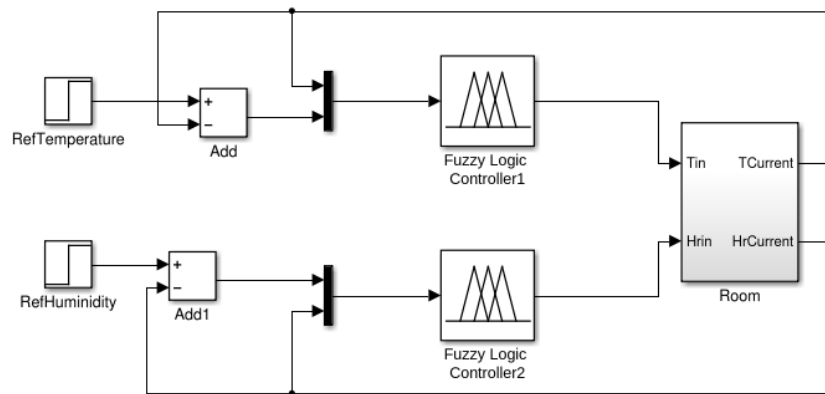 +
−
RefTemperature
Add
Fuzzy Logic
Controller1
Tin TCurrent
Hrin HrCurrent
Room
+
−
RefHuminidity
Add1
Fuzzy Logic
Controller2